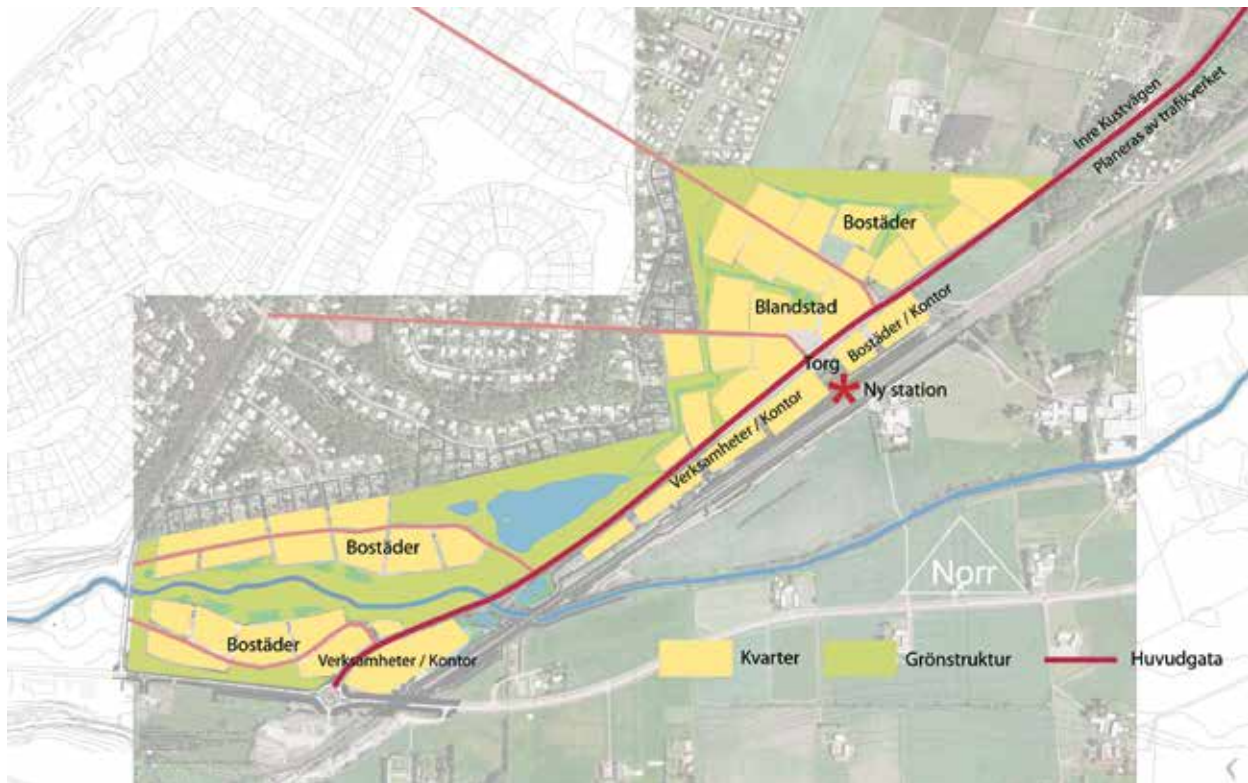 Inre Kustvägen
Planeras av trafikverket
Bostäder
Blandstad
Bostäder / Kontor
Torg
Ny station
Verksamheter / Kontor
Bostäder
Norr
Bostäder
Verksamheter / Kontor
Kvarter
Grönstruktur
Huvudgata